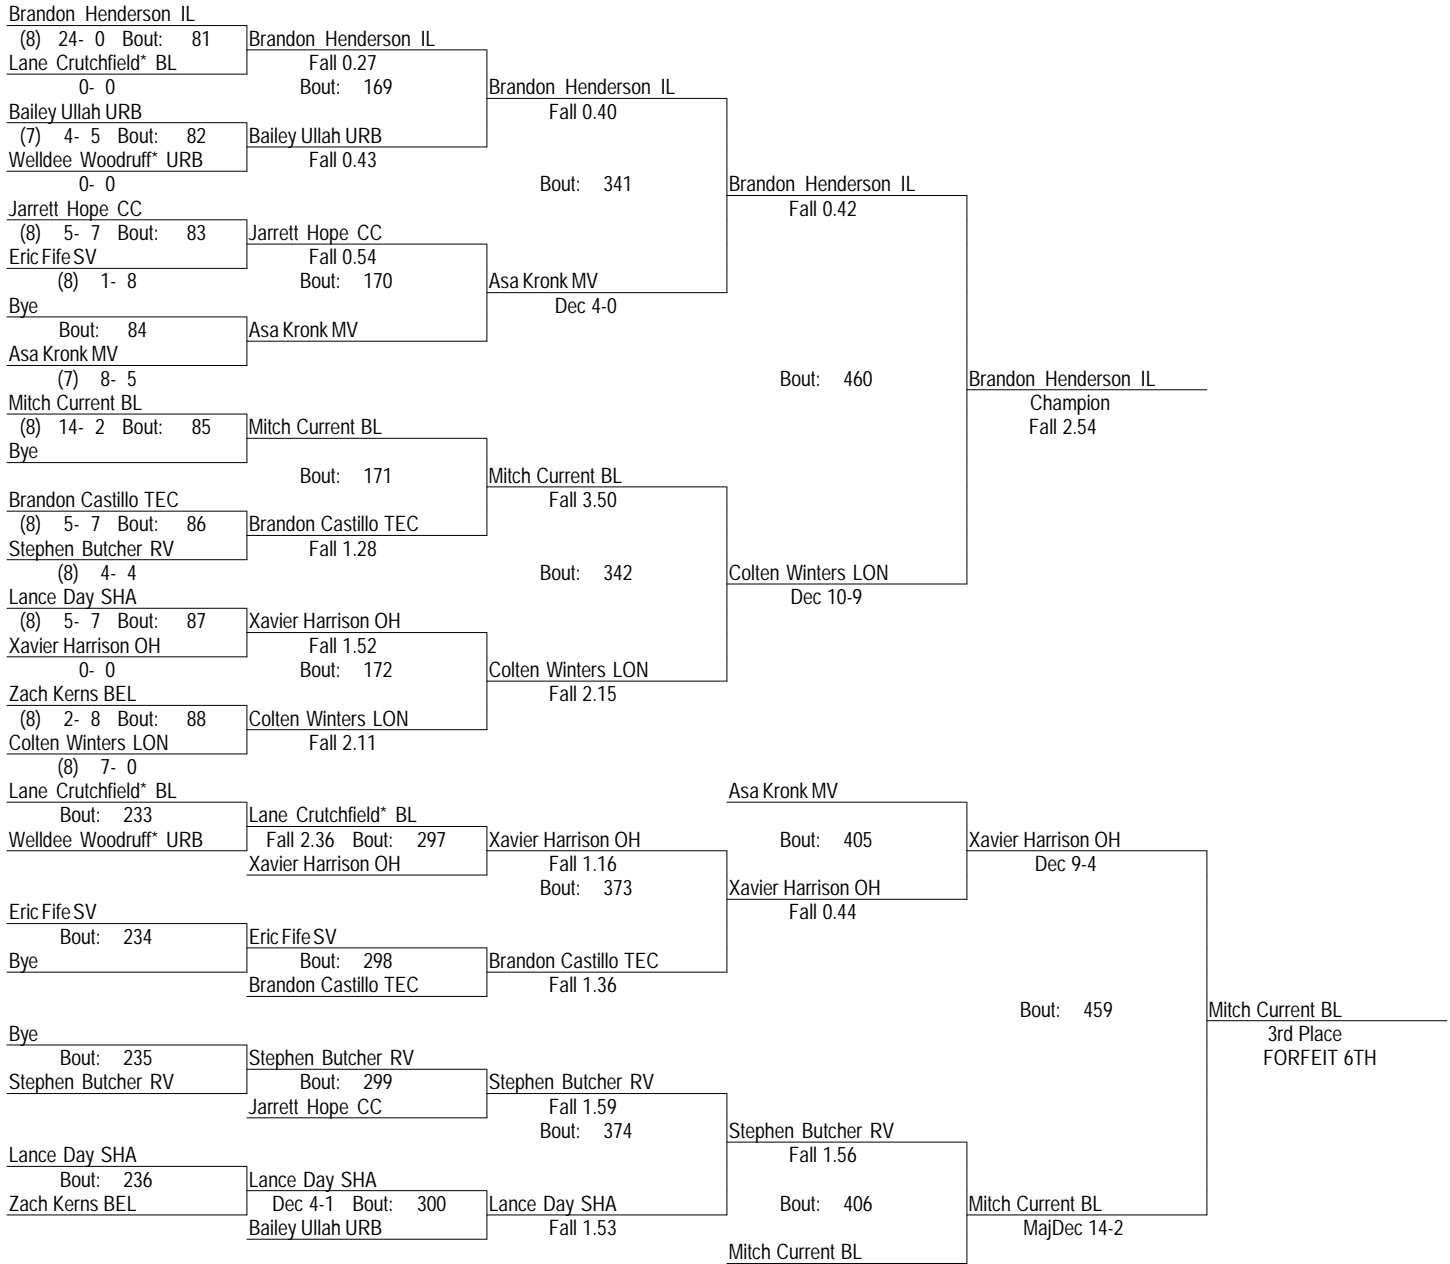 Brandon Henderson IL
(8) 24- 0 Bout: 81 Brandon Henderson IL
Lane Crutchfield* BL Fall 0.27
0- 0 Bout: 169 Brandon Henderson IL
Bailey Ullah URB Fall 0.40
(7) 4- 5 Bout: 82 Bailey Ullah URB
Welldee Woodruff* URB Fall 0.43
0- 0 Bout: 341 Brandon Henderson IL
Jarrett Hope CC Fall 0.42
(8) 5- 7 Bout: 83 Jarrett Hope CC
Eric Fife SV Fall 0.54
(8) 1- 8 Bout: 170 Asa Kronk MV
Bye Dec 4-0
Bout: 84 Asa Kronk MV
Asa Kronk MV
(7) 8- 5 Bout: 460 Brandon Henderson IL
Mitch Current BL Champion
(8) 14- 2 Bout: 85 Mitch Current BL Fall 2.54
Bye
Bout: 171 Mitch Current BL
Brandon Castillo TEC Fall 3.50
(8) 5- 7 Bout: 86 Brandon Castillo TEC
Stephen Butcher RV Fall 1.28
(8) 4- 4 Bout: 342 Colten Winters LON
Lance Day SHA Dec 10-9
(8) 5- 7 Bout: 87 Xavier Harrison OH
Xavier Harrison OH Fall 1.52
0- 0 Bout: 172 Colten Winters LON
Zach Kerns BEL Fall 2.15
(8) 2- 8 Bout: 88 Colten Winters LON
Colten Winters LON Fall 2.11
(8) 7- 0
Lane Crutchfield* BL Asa Kronk MV
Bout: 233 Lane Crutchfield* BL
Welldee Woodruff* URB Fall 2.36 Bout: 297 Xavier Harrison OH Bout: 405 Xavier Harrison OH
Xavier Harrison OH Fall 1.16 Dec 9-4
Bout: 373 Xavier Harrison OH
Eric Fife SV Fall 0.44
Bout: 234 Eric Fife SV
Bye Bout: 298 Brandon Castillo TEC
Brandon Castillo TEC Fall 1.36
Bout: 459 Mitch Current BL
Bye 3rd Place
Bout: 235 Stephen Butcher RV FORFEIT 6TH
Stephen Butcher RV Bout: 299 Stephen Butcher RV
Jarrett Hope CC Fall 1.59
Bout: 374 Stephen Butcher RV
Lance Day SHA Fall 1.56
Bout: 236 Lance Day SHA
Zach Kerns BEL Dec 4-1 Bout: 300 Lance Day SHA Bout: 406 Mitch Current BL
Bailey Ullah URB Fall 1.53 MajDec 14-2
Mitch Current BL